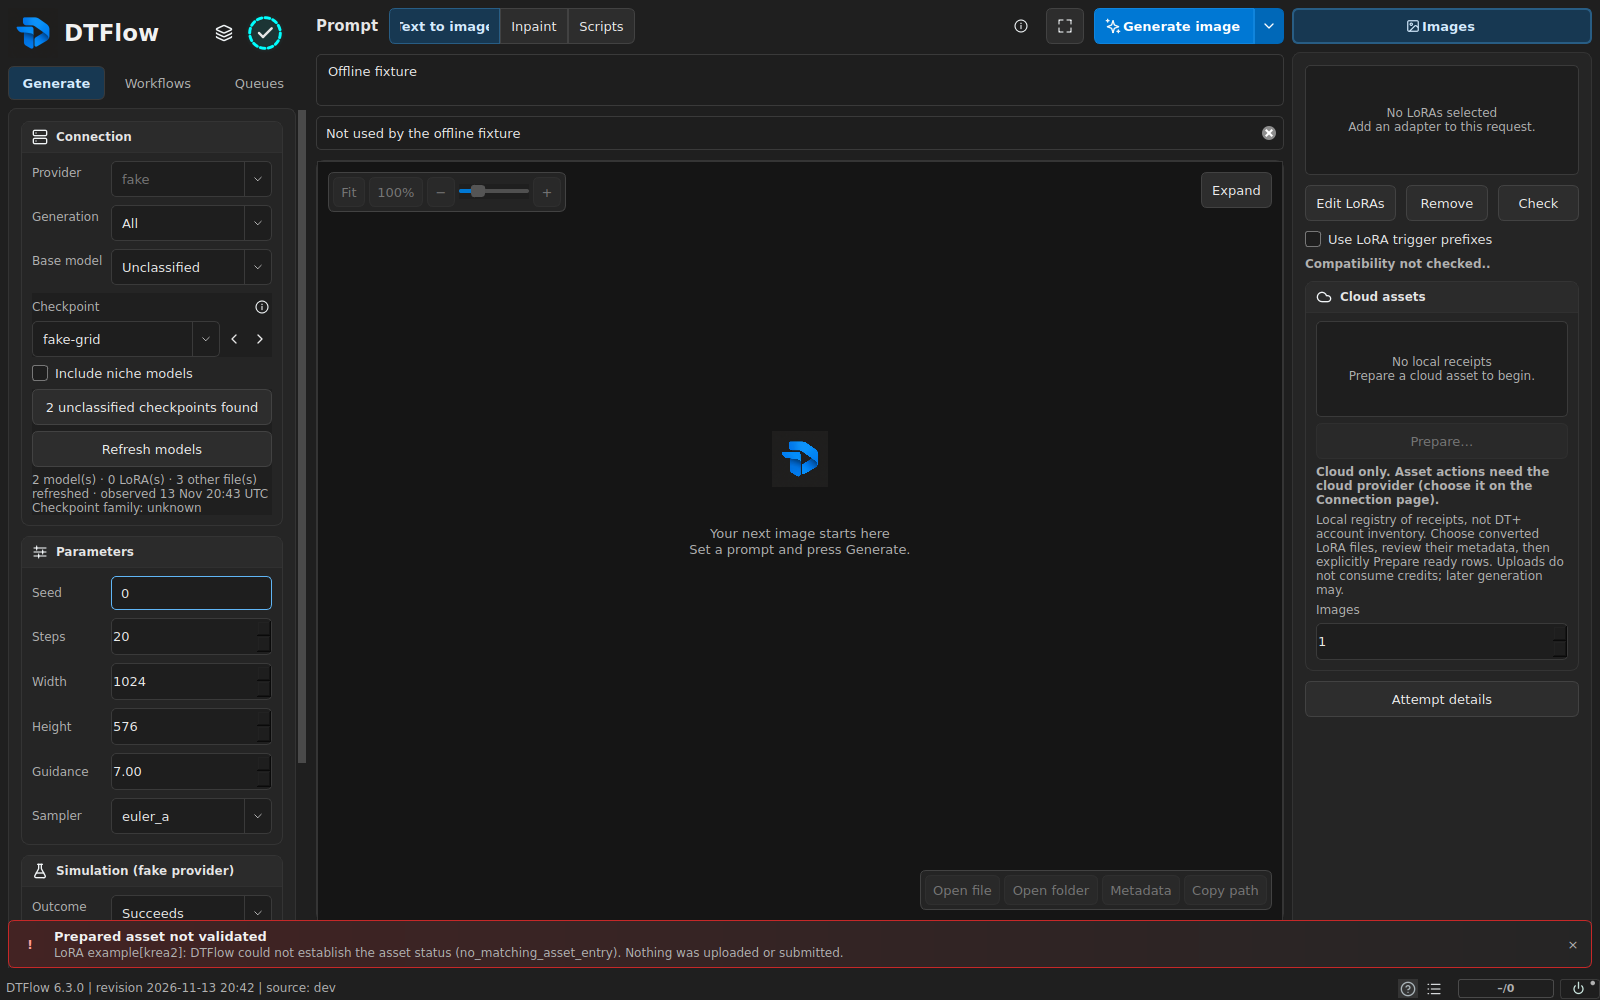 DTFlow
Generate
Workflows
Queues
Connection
Provider
fake
Generation
All
Base model
Unclassified
Checkpoint
fake-grid
Include niche models
2 unclassified checkpoints found
Refresh models
2 model(s) · 0 LoRA(s) · 3 other file(s)
refreshed · observed 13 Nov 20:43 UTC
Checkpoint family: unknown
Parameters
Seed
0
Steps
20
Width
1024
Height
576
Guidance
7.00
Sampler
euler_a
Simulation (fake provider)
Outcome
Succeeds
Prompt
Text to image
Inpaint
Scripts
Generate image
Offline fixture
Not used by the offline fixture
Fit
100%
−
+
Expand
Your next image starts here
Set a prompt and press Generate.
Open file
Open folder
Metadata
Copy path
Images
No LoRAs selected
Add an adapter to this request.
Edit LoRAs
Remove
Check
Use LoRA trigger prefixes
Compatibility not checked..
Cloud assets
No local receipts
Prepare a cloud asset to begin.
Prepare...
Cloud only. Asset actions need the
cloud provider (choose it on the
Connection page).
Local registry of receipts, not DT+
account inventory. Choose converted
LoRA files, review their metadata, then
explicitly Prepare ready rows. Uploads do
not consume credits; later generation
may.
Images
1
Attempt details
!
Prepared asset not validated
LoRA example[krea2]: DTFlow could not establish the asset status (no_matching_asset_entry). Nothing was uploaded or submitted.
×
DTFlow 6.3.0 | revision 2026-11-13 20:42 | source: dev
–/0